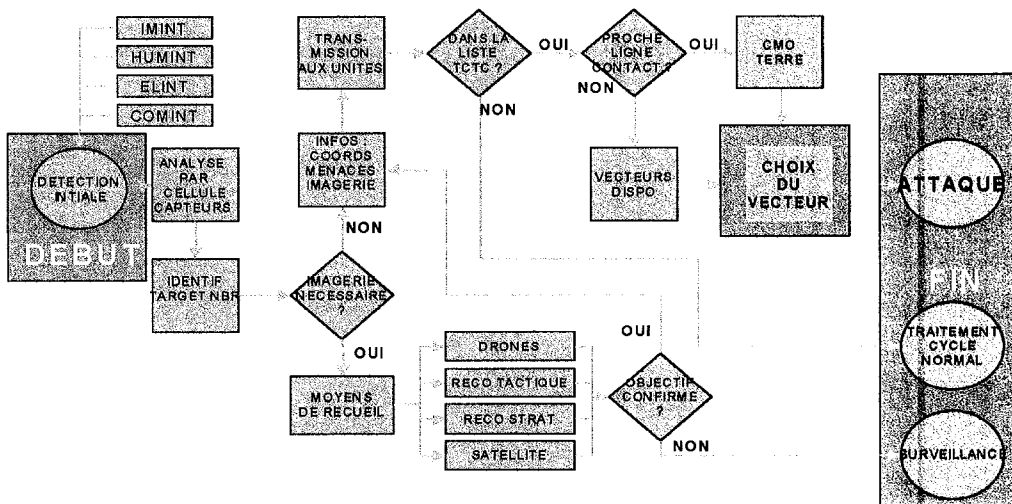 IMINT
HUMINT
ELINT
COMINT
DETECTION
INTIALE
DEBUT
ANALYSE
PAR
CELLULE
CAPTEURS
IDENTIF
TARGET NBR
TRANS-
MISSION
AUX UNITES
INFOS :
COORDS
MENACES
IMAGERIE
NON
IMAGERIE
NECESSAIRE
?
OUI
MOYENS
DE RECUEIL
DANS LA
LISTE
TCTC ?
OUI
NON
PROCHE
LIGNE
CONTACT ?
OUI
NON
VECTEURS
DISPO
CMO
TERRE
CHOIX
DU
VECTEUR
DRONES
RECO TACTIQUE
RECO STRAT
SATELLITE
OUI
OBJECTIF
CONFIRME
?
NON
ATTAQUE
FIN
TRAITEMENT
CYCLE
NORMAL
SURVEILLANCE